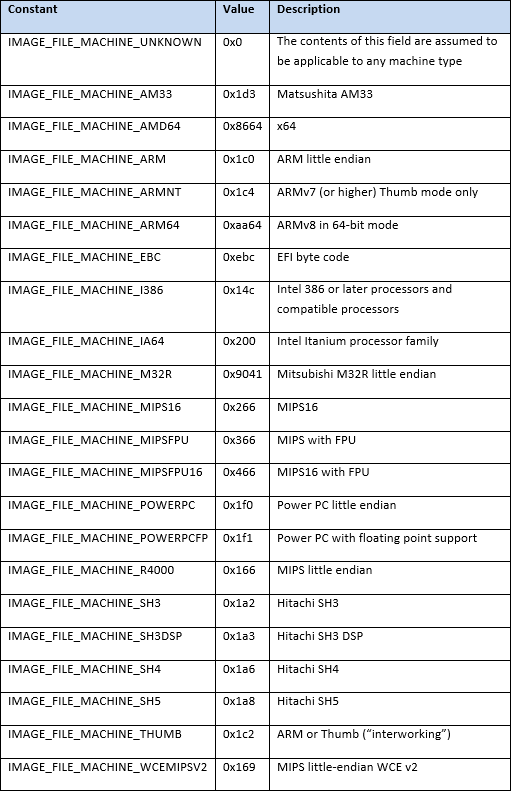 Constant Value Description
IMAGE_FILE_MACHINE_UNKNOWN 0x0 The contents of this field are assumed to
be applicable to any machine type
IMAGE_FILE_MACHINE_AM33 0x1d3 Matsushita AM33
IMAGE_FILE_MACHINE_AMD64 0x8664 x64
IMAGE_FILE_MACHINE_ARM 0x1c0 ARM little endian
IMAGE_FILE_MACHINE_ARMNT 0x1c4 ARMv7 (or higher) Thumb mode only
IMAGE_FILE_MACHINE_ARM64 0xaa64 ARMv8 in 64-bit mode
IMAGE_FILE_MACHINE_EBC 0xebc EFI byte code
IMAGE_FILE_MACHINE_I386 0x14c Intel 386 or later processors and
compatible processors
IMAGE_FILE_MACHINE_IA64 0x200 Intel Itanium processor family
IMAGE_FILE_MACHINE_M32R 0x9041 Mitsubishi M32R little endian
IMAGE_FILE_MACHINE_MIPS16 0x266 MIPS16
IMAGE_FILE_MACHINE_MIPSFPU 0x366 MIPS with FPU
IMAGE_FILE_MACHINE_MIPSFPU16 0x466 MIPS16 with FPU
IMAGE_FILE_MACHINE_POWERPC 0x1f0 Power PC little endian
IMAGE_FILE_MACHINE_POWERPCFP 0x1f1 Power PC with floating point support
IMAGE_FILE_MACHINE_R4000 0x166 MIPS little endian
IMAGE_FILE_MACHINE_SH3 0x1a2 Hitachi SH3
IMAGE_FILE_MACHINE_SH3DSP 0x1a3 Hitachi SH3 DSP
IMAGE_FILE_MACHINE_SH4 0x1a6 Hitachi SH4
IMAGE_FILE_MACHINE_SH5 0x1a8 Hitachi SH5
IMAGE_FILE_MACHINE_THUMB 0x1c2 ARM or Thumb (“interworking”)
IMAGE_FILE_MACHINE_WCEMIPSV2 0x169 MIPS little-endian WCE v2